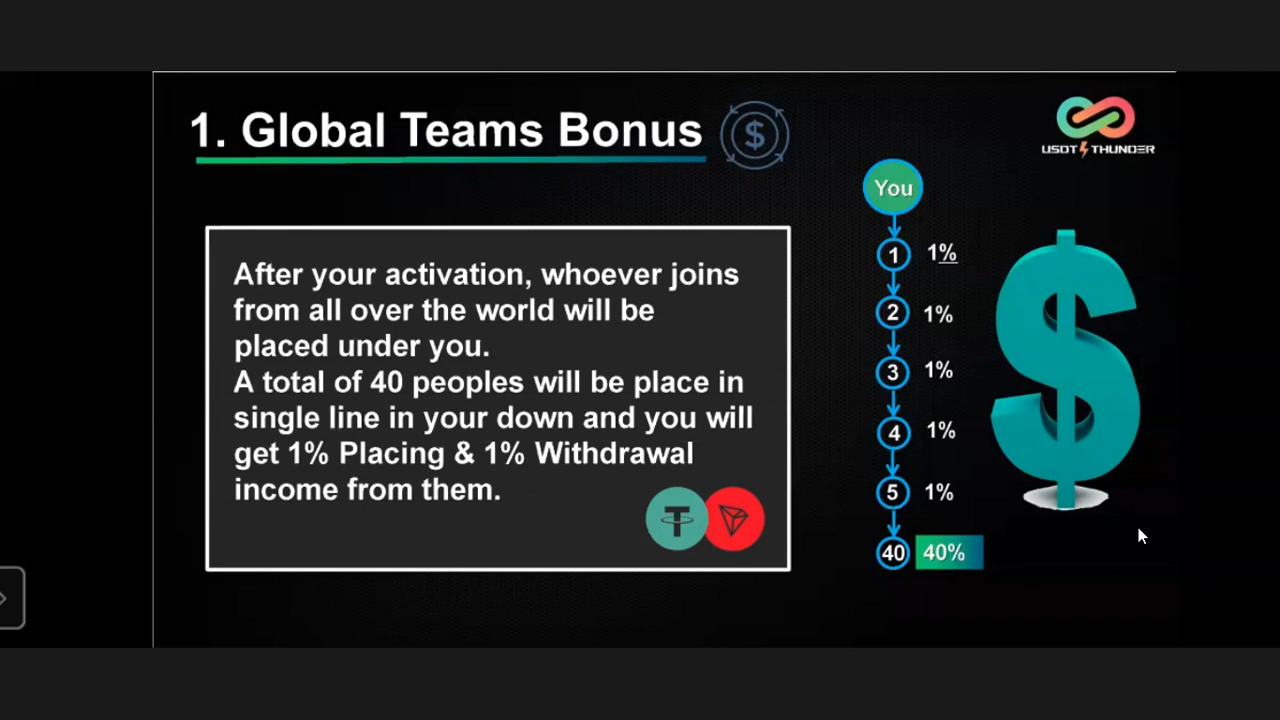 1. Global Teams Bonus
$
USDT THUNDER
You
After your activation, whoever joins
from all over the world will be
placed under you.
A total of 40 peoples will be place in
single line in your down and you will
get 1% Placing & 1% Withdrawal
income from them.
1 1%
2 1%
3 1%
4 1%
5 1%
40 40%
$